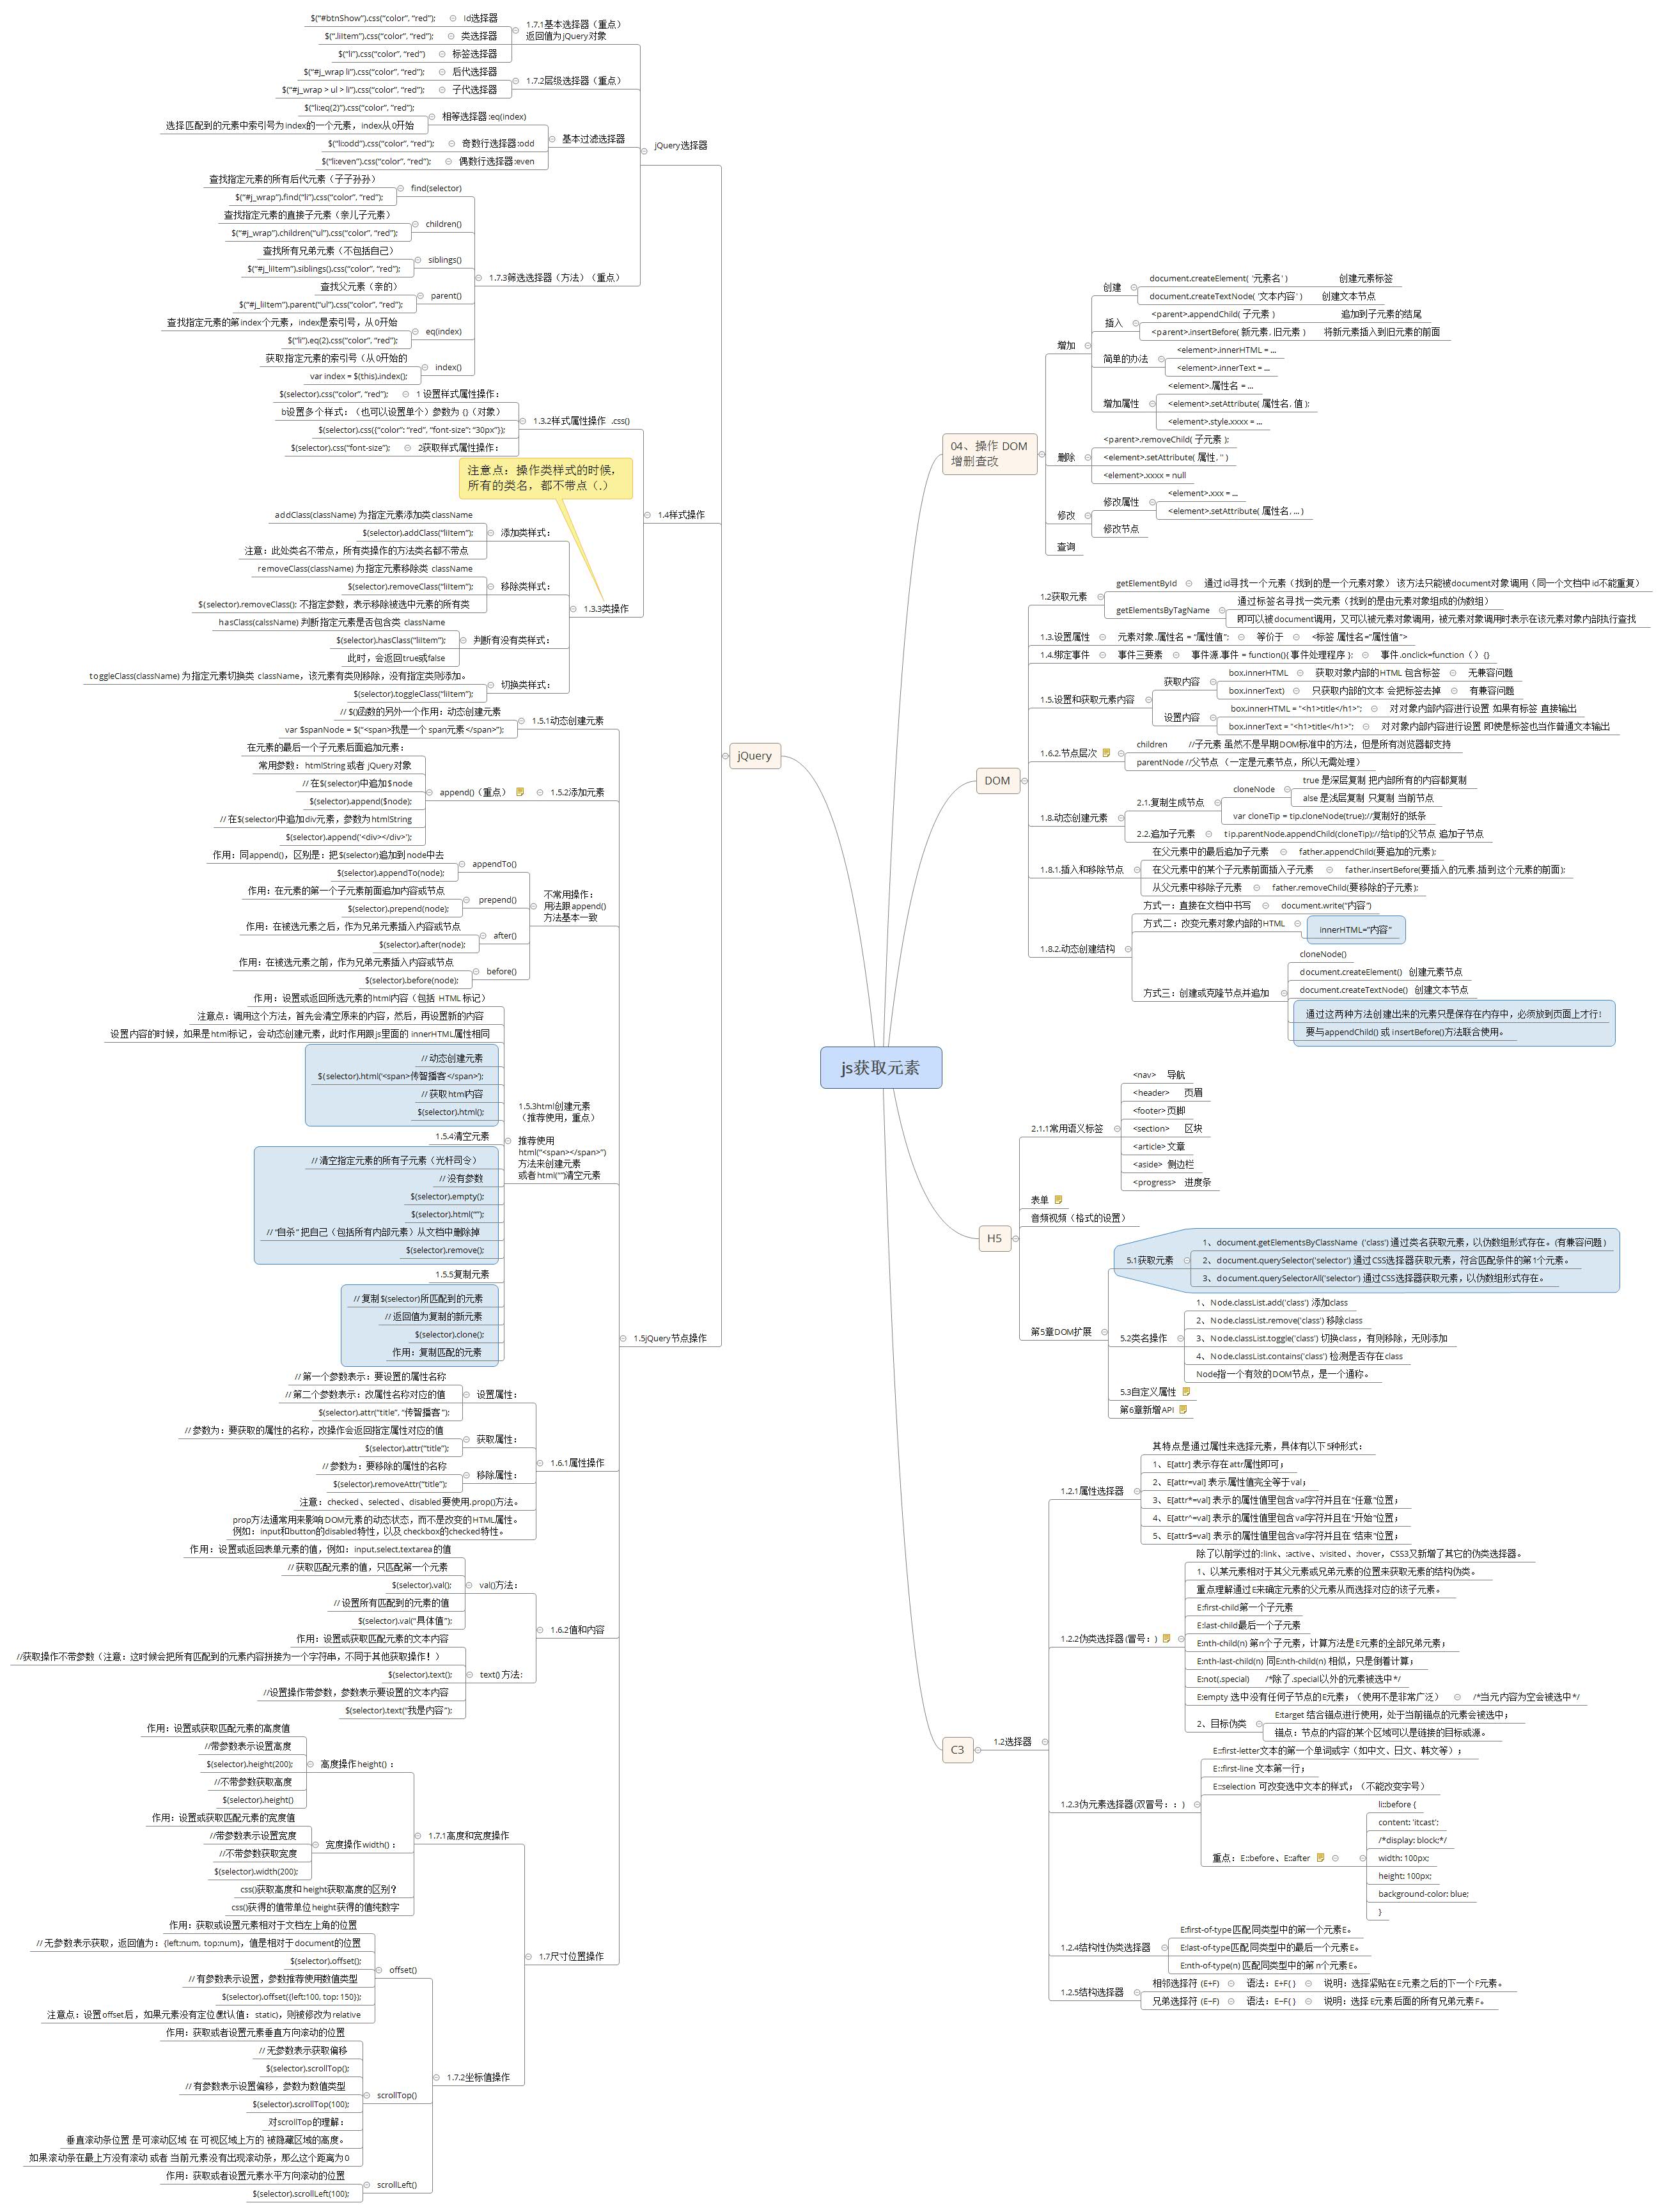 js获取元素
jQuery
jQuery选择器
1.7.1基本选择器（重点）
返回值为jQuery对象
Id选择器
$(“#btnShow”).css(“color”, “red”);
类选择器
$(“.liItem”).css(“color”, “red”);
标签选择器
$(“li”).css(“color”, “red”)
1.7.2层级选择器（重点）
后代选择器
$(“#j_wrap li”).css(“color”, “red”);
子代选择器
$(“#j_wrap > ul > li”).css(“color”, “red”);
基本过滤选择器
相等选择器 :eq(index)
$(“li:eq(2)”).css(“color”, “red”);
选择匹配到的元素中索引号为index的一个元素，index从0开始
奇数行选择器:odd
$(“li:odd”).css(“color”, “red”);
偶数行选择器:even
$(“li:even”).css(“color”, “red”);
1.7.3筛选选择器（方法）（重点）
find(selector)
查找指定元素的所有后代元素（子子孙孙）
$(“#j_wrap”).find(“li”).css(“color”, “red”);
children()
查找指定元素的直接子元素（亲儿子元素）
$(“#j_wrap”).children(“ul”).css(“color”, “red”);
siblings()
查找所有兄弟元素（不包括自己）
$(“#j_liItem”).siblings().css(“color”, “red”);
parent()
查找父元素（亲的）
$(“#j_liItem”).parent(“ul”).css(“color”, “red”);
eq(index)
查找指定元素的第index个元素，index是索引号，从0开始
$(“li”).eq(2).css(“color”, “red”);
index()
获取指定元素的索引号（从0开始的
var index = $(this).index();
1.4样式操作
1.3.2样式属性操作 .css()
1 设置样式属性操作：
$(selector).css(“color”, “red”);
b设置多个样式：（也可以设置单个）参数为 {}（对象）
$(selector).css({“color”: “red”, “font-size”: “30px”});
2获取样式属性操作：
$(selector).css(“font-size”);
注意点：操作类样式的时候，
所有的类名，都不带点（.）
1.3.3类操作
添加类样式：
addClass(className) 为指定元素添加类className
$(selector).addClass(“liItem”);
注意：此处类名不带点，所有类操作的方法类名都不带点
移除类样式：
removeClass(className) 为指定元素移除类 className
$(selector).removeClass(“liItem”);
$(selector).removeClass(); 不指定参数，表示移除被选中元素的所有类
判断有没有类样式：
hasClass(calssName) 判断指定元素是否包含类 className
$(selector).hasClass(“liItem”);
此时，会返回true或false
切换类样式：
toggleClass(className) 为指定元素切换类 className，该元素有类则移除，没有指定类则添加。
$(selector).toggleClass(“liItem”);
1.5jQuery节点操作
1.5.1动态创建元素
// $()函数的另外一个作用：动态创建元素
var $spanNode = $(“<span>我是一个span元素</span>”);
1.5.2添加元素
append()（重点）
在元素的最后一个子元素后面追加元素：
常用参数：htmlString 或者 jQuery对象
// 在$(selector)中追加$node
$(selector).append($node);
// 在$(selector)中追加div元素，参数为htmlString
$(selector).append('<div></div>');
不常用操作：
用法跟append()
方法基本一致
appendTo()
作用：同append()，区别是：把$(selector)追加到node中去
$(selector).appendTo(node);
prepend()
作用：在元素的第一个子元素前面追加内容或节点
$(selector).prepend(node);
after()
作用：在被选元素之后，作为兄弟元素插入内容或节点
$(selector).after(node);
before()
作用：在被选元素之前，作为兄弟元素插入内容或节点
$(selector).before(node);
1.5.3html创建元素
（推荐使用，重点）
推荐使用
html(“<span></span>”)
方法来创建元素
或者html(“”)清空元素
作用：设置或返回所选元素的html内容（包括 HTML 标记）
注意点：调用这个方法，首先会清空原来的内容，然后，再设置新的内容
设置内容的时候，如果是html标记，会动态创建元素，此时作用跟js里面的 innerHTML属性相同
// 动态创建元素
$(selector).html(‘<span>传智播客</span>’);
// 获取html内容
$(selector).html();
1.5.4清空元素
// 清空指定元素的所有子元素（光杆司令）
// 没有参数
$(selector).empty();
$(selector).html(“”);
// “自杀” 把自己（包括所有内部元素）从文档中删除掉
$(selector).remove();
1.5.5复制元素
// 复制$(selector)所匹配到的元素
// 返回值为复制的新元素
$(selector).clone();
作用：复制匹配的元素
1.6.1属性操作
设置属性：
// 第一个参数表示：要设置的属性名称
// 第二个参数表示：改属性名称对应的值
$(selector).attr(“title”, “传智播客”);
获取属性：
// 参数为：要获取的属性的名称，改操作会返回指定属性对应的值
$(selector).attr(“title”);
移除属性：
// 参数为：要移除的属性的名称
$(selector).removeAttr(“title”);
注意：checked、selected、disabled要使用.prop()方法。
prop方法通常用来影响DOM元素的动态状态，而不是改变的HTML属性。
例如：input和button的disabled特性，以及checkbox的checked特性。
1.6.2值和内容
val()方法：
作用：设置或返回表单元素的值，例如：input,select,textarea的值
// 获取匹配元素的值，只匹配第一个元素
$(selector).val();
// 设置所有匹配到的元素的值
$(selector).val(“具体值”);
text() 方法：
作用：设置或获取匹配元素的文本内容
//获取操作不带参数（注意：这时候会把所有匹配到的元素内容拼接为一个字符串，不同于其他获取操作！）
$(selector).text();
//设置操作带参数，参数表示要设置的文本内容
$(selector).text(“我是内容”);
1.7尺寸位置操作
1.7.1高度和宽度操作
高度操作height() ：
作用：设置或获取匹配元素的高度值
//带参数表示设置高度
$(selector).height(200);
//不带参数获取高度
$(selector).height()
宽度操作width() ：
作用：设置或获取匹配元素的宽度值
//带参数表示设置宽度
//不带参数获取宽度
$(selector).width(200);
css()获取高度和height获取高度的区别？
css()获得的值带单位height获得的值纯数字
1.7.2坐标值操作
offset()
作用：获取或设置元素相对于文档左上角的位置
// 无参数表示获取，返回值为：{left:num, top:num}，值是相对于document的位置
$(selector).offset();
// 有参数表示设置，参数推荐使用数值类型
$(selector).offset({left:100, top: 150});
注意点：设置offset后，如果元素没有定位(默认值：static)，则被修改为relative
scrollTop()
作用：获取或者设置元素垂直方向滚动的位置
// 无参数表示获取偏移
$(selector).scrollTop();
// 有参数表示设置偏移，参数为数值类型
$(selector).scrollTop(100);
对scrollTop的理解：
垂直滚动条位置 是可滚动区域 在 可视区域上方的 被隐藏区域的高度。
如果滚动条在最上方没有滚动 或者 当前元素没有出现滚动条，那么这个距离为0
scrollLeft()
作用：获取或者设置元素水平方向滚动的位置
$(selector).scrollLeft(100);
04、操作 DOM
增删查改
增加
创建
document.createElement( '元素名' ) 创建元素标签
document.createTextNode( '文本内容' ) 创建文本节点
插入
<parent>.appendChild( 子元素 ) 追加到子元素的结尾
<parent>.insertBefore( 新元素, 旧元素 ) 将新元素插入到旧元素的前面
简单的办法
<element>.innerHTML = ...
<element>.innerText = ...
增加属性
<element>.属性名 = ...
<element>.setAttribute( 属性名, 值 );
<element>.style.xxxx = ...
删除
<parent>.removeChild( 子元素 );
<element>.setAttribute( 属性, '' )
<element>.xxxx = null
修改
修改属性
<element>.xxx = ...
<element>.setAttribute( 属性名, ... )
修改节点
查询
DOM
1.2获取元素
getElementById
通过id寻找一个元素（找到的是一个元素对象） 该方法只能被document对象调用（同一个文档中id不能重复）
getElementsByTagName
通过标签名寻找一类元素（找到的是由元素对象组成的伪数组）
即可以被document调用，又可以被元素对象调用，被元素对象调用时表示在该元素对象内部执行查找
1.3.设置属性
元素对象.属性名 = "属性值";
等价于
<标签 属性名="属性值">
1.4.绑定事件
事件三要素
事件源.事件 = function(){ 事件处理程序 };
事件.onclick=function（）{}
1.5.设置和获取元素内容
获取内容
box.innerHTML
获取对象内部的HTML 包含标签
无兼容问题
box.innerText)
只获取内部的文本 会把标签去掉
有兼容问题
设置内容
box.innerHTML = "<h1>title</h1>";
对对象内部内容进行设置 如果有标签 直接输出
box.innerText = "<h1>title</h1>";
对对象内部内容进行设置 即使是标签也当作普通文本输出
1.6.2.节点层次
children //子元素 虽然不是早期DOM标准中的方法，但是所有浏览器都支持
parentNode //父节点 （一定是元素节点，所以无需处理）
1.8.动态创建元素
2.1.复制生成节点
cloneNode
true 是深层复制 把内部所有的内容都复制
alse 是浅层复制 只复制 当前节点
var cloneTip = tip.cloneNode(true);//复制好的纸条
2.2.追加子元素
tip.parentNode.appendChild(cloneTip);//给tip的父节点 追加子节点
1.8.1.插入和移除节点
在父元素中的最后追加子元素
father.appendChild(要追加的元素);
在父元素中的某个子元素前面插入子元素
father.insertBefore(要插入的元素,插到这个元素的前面);
从父元素中移除子元素
father.removeChild(要移除的子元素);
1.8.2.动态创建结构
方式一：直接在文档中书写
document.write(“内容”)
方式二：改变元素对象内部的HTML
innerHTML=“内容”
方式三：创建或克隆节点并追加
cloneNode()
document.createElement() 创建元素节点
document.createTextNode() 创建文本节点
通过这两种方法创建出来的元素只是保存在内存中，必须放到页面上才行！
要与appendChild() 或 insertBefore()方法联合使用。
H5
2.1.1常用语义标签
<nav> 导航
<header> 页眉
<footer> 页脚
<section> 区块
<article> 文章
<aside> 侧边栏
<progress> 进度条
表单
音频视频（格式的设置）
第5章DOM扩展
5.1获取元素
1、document.getElementsByClassName ('class') 通过类名获取元素，以伪数组形式存在。(有兼容问题)
2、document.querySelector('selector') 通过CSS选择器获取元素，符合匹配条件的第1个元素。
3、document.querySelectorAll('selector') 通过CSS选择器获取元素，以伪数组形式存在。
5.2类名操作
1、Node.classList.add('class') 添加class
2、Node.classList.remove('class') 移除class
3、Node.classList.toggle('class') 切换class，有则移除，无则添加
4、Node.classList.contains('class') 检测是否存在class
Node指一个有效的DOM节点，是一个通称。
5.3自定义属性
第6章新增API
C3
1.2选择器
1.2.1属性选择器
其特点是通过属性来选择元素，具体有以下5种形式：
1、E[attr] 表示存在attr属性即可；
2、E[attr=val] 表示属性值完全等于val；
3、E[attr*=val] 表示的属性值里包含val字符并且在“任意”位置；
4、E[attr^=val] 表示的属性值里包含val字符并且在“开始”位置；
5、E[attr$=val] 表示的属性值里包含val字符并且在“结束”位置；
1.2.2伪类选择器(冒号：)
除了以前学过的:link、:active、:visited、:hover，CSS3又新增了其它的伪类选择器。
1、以某元素相对于其父元素或兄弟元素的位置来获取无素的结构伪类。
重点理解通过E来确定元素的父元素从而选择对应的该子元素。
E:first-child第一个子元素
E:last-child最后一个子元素
E:nth-child(n) 第n个子元素，计算方法是E元素的全部兄弟元素；
E:nth-last-child(n) 同E:nth-child(n) 相似，只是倒着计算；
E:not(.special) /*除了.special以外的元素被选中*/
E:empty 选中没有任何子节点的E元素；（使用不是非常广泛）
/*当元内容为空会被选中*/
2、目标伪类
E:target 结合锚点进行使用，处于当前锚点的元素会被选中；
锚点：节点的内容的某个区域可以是链接的目标或源。
1.2.3伪元素选择器(双冒号：：)
E::first-letter文本的第一个单词或字（如中文、日文、韩文等）；
E::first-line 文本第一行；
E::selection 可改变选中文本的样式；（不能改变字号）
重点：E::before、E::after
li::before {
content: 'itcast';
/*display: block;*/
width: 100px;
height: 100px;
background-color: blue;
}
1.2.4结构性伪类选择器
E:first-of-type 匹配同类型中的第一个元素E。
E:last-of-type 匹配同类型中的最后一个元素E。
E:nth-of-type(n) 匹配同类型中的第n个元素E。
1.2.5结构选择器
相邻选择符 (E+F)
语法：E+F{ }
说明：选择紧贴在E元素之后的下一个F元素。
兄弟选择符 (E~F)
语法：E~F{ }
说明：选择E元素后面的所有兄弟元素F。